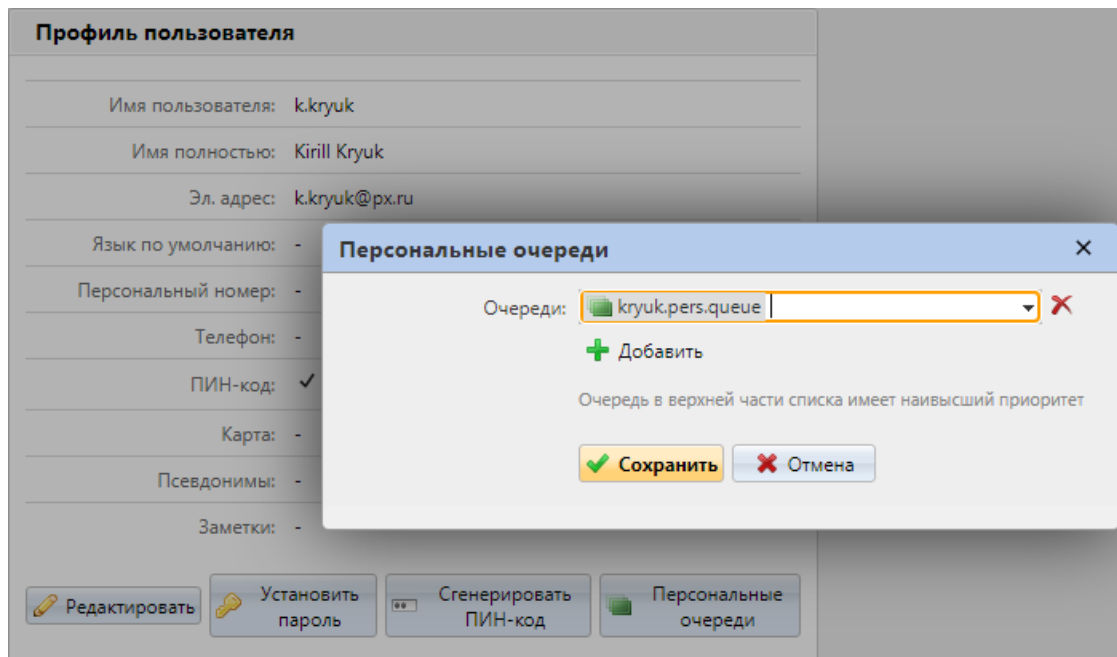 Профиль пользователя
Имя пользователя: k.kryuk
Имя полностью: Kirill Kryuk
Эл. адрес: k.kryuk@px.ru
Язык по умолчанию: -
Персональный номер: -
Телефон: -
ПИН-код: ✓
Карта: -
Псевдонимы: -
Заметки: -
Персональные очереди
Очереди: kryuk.pers.queue
Добавить
Очередь в верхней части списка имеет наивысший приоритет
Сохранить Отмена
Редактировать
Установить
пароль
Сгенерировать
ПИН-код
Персональные
очереди